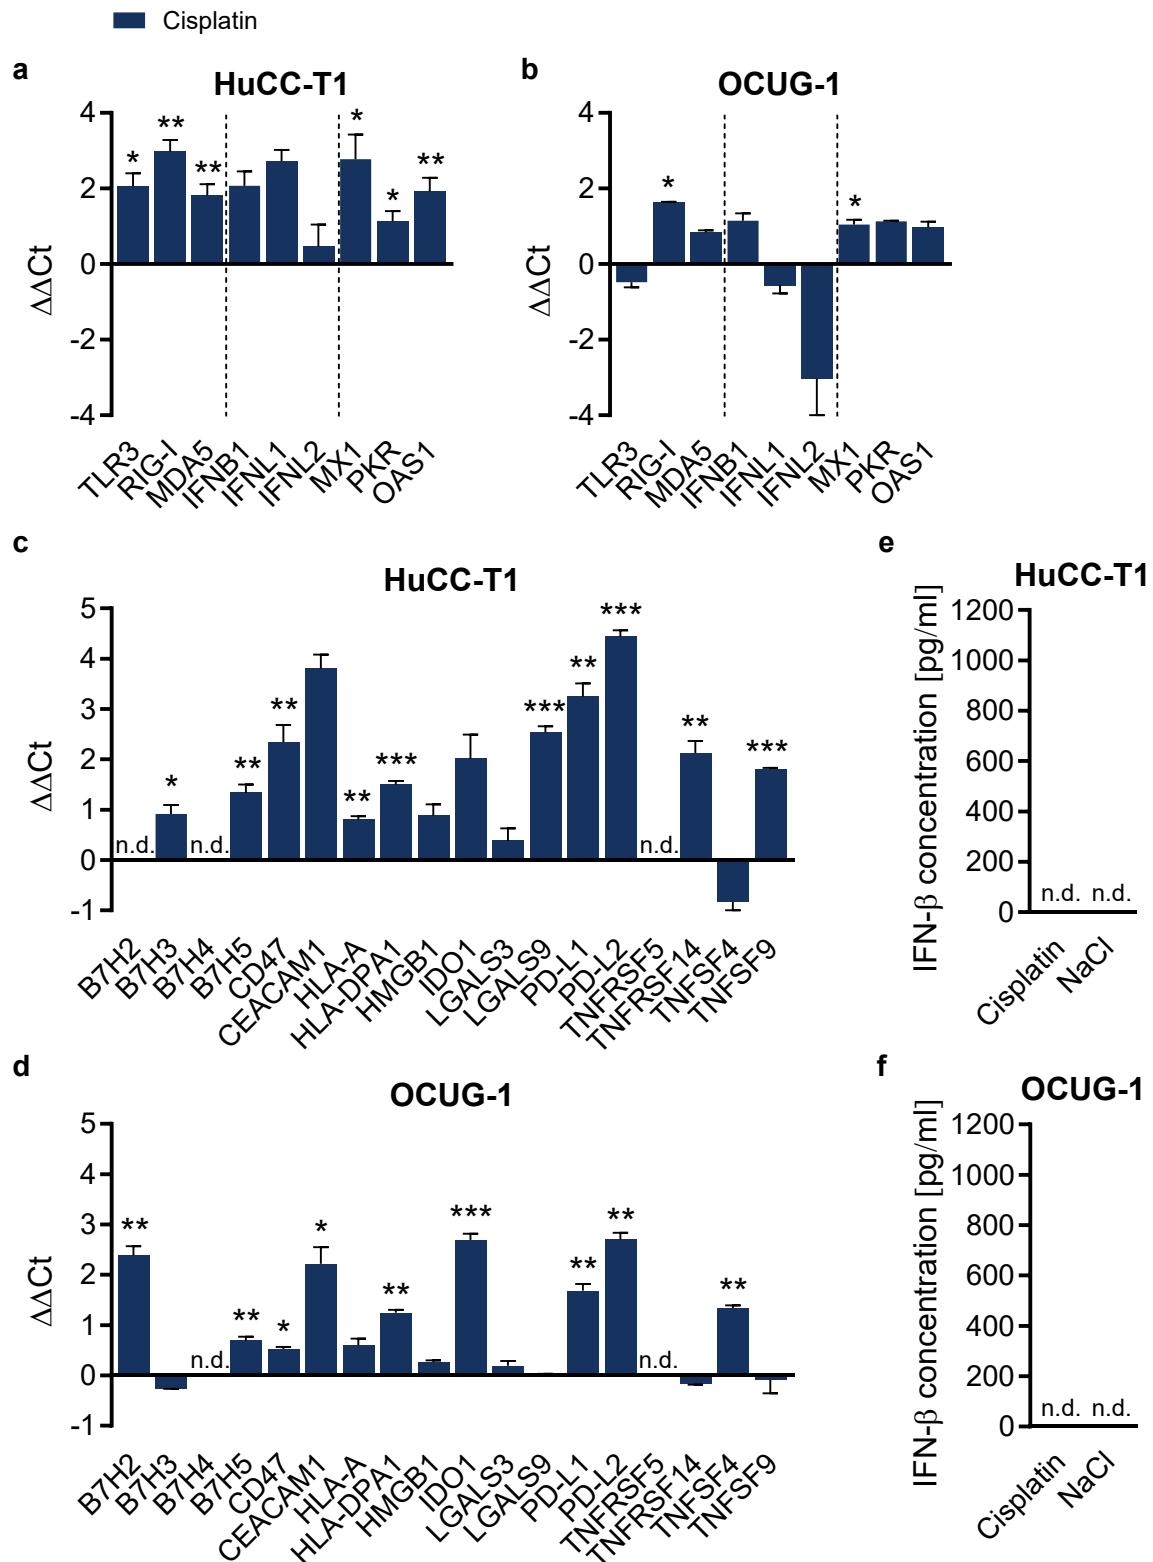 Cisplatin
a
HuCC-T1
ΔΔCt
4
2
0
-2
-4
* ** ** * * **
TLR3
RIG-I
MDA5
IFNB1
IFNL1
IFNL2
MX1
PKR
OAS1
b
OCUG-1
ΔΔCt
4
2
0
-2
-4
* *
TLR3
RIG-I
MDA5
IFNB1
IFNL1
IFNL2
MX1
PKR
OAS1
c
HuCC-T1
ΔΔCt
5
4
3
2
1
0
-1
n.d. * n.d. ** ** ** *** *** ** *** n.d. ** ***
B7H2
B7H3
B7H4
B7H5
CD47
CEACAM1
HLA-A
HLA-DPA1
HMGB1
IDO1
LGALS3
LGALS9
PD-L1
PD-L2
TNFRSF5
TNFRSF14
TNFSF4
TNFSF9
e
HuCC-T1
IFN-β concentration [pg/ml]
1200
1000
800
600
400
200
0
n.d. n.d.
Cisplatin
NaCl
d
OCUG-1
ΔΔCt
5
4
3
2
1
0
-1
** n.d. ** * * ** *** ** ** n.d. **
B7H2
B7H3
B7H4
B7H5
CD47
CEACAM1
HLA-A
HLA-DPA1
HMGB1
IDO1
LGALS3
LGALS9
PD-L1
PD-L2
TNFRSF5
TNFRSF14
TNFSF4
TNFSF9
f
OCUG-1
IFN-β concentration [pg/ml]
1200
1000
800
600
400
200
0
n.d. n.d.
Cisplatin
NaCl